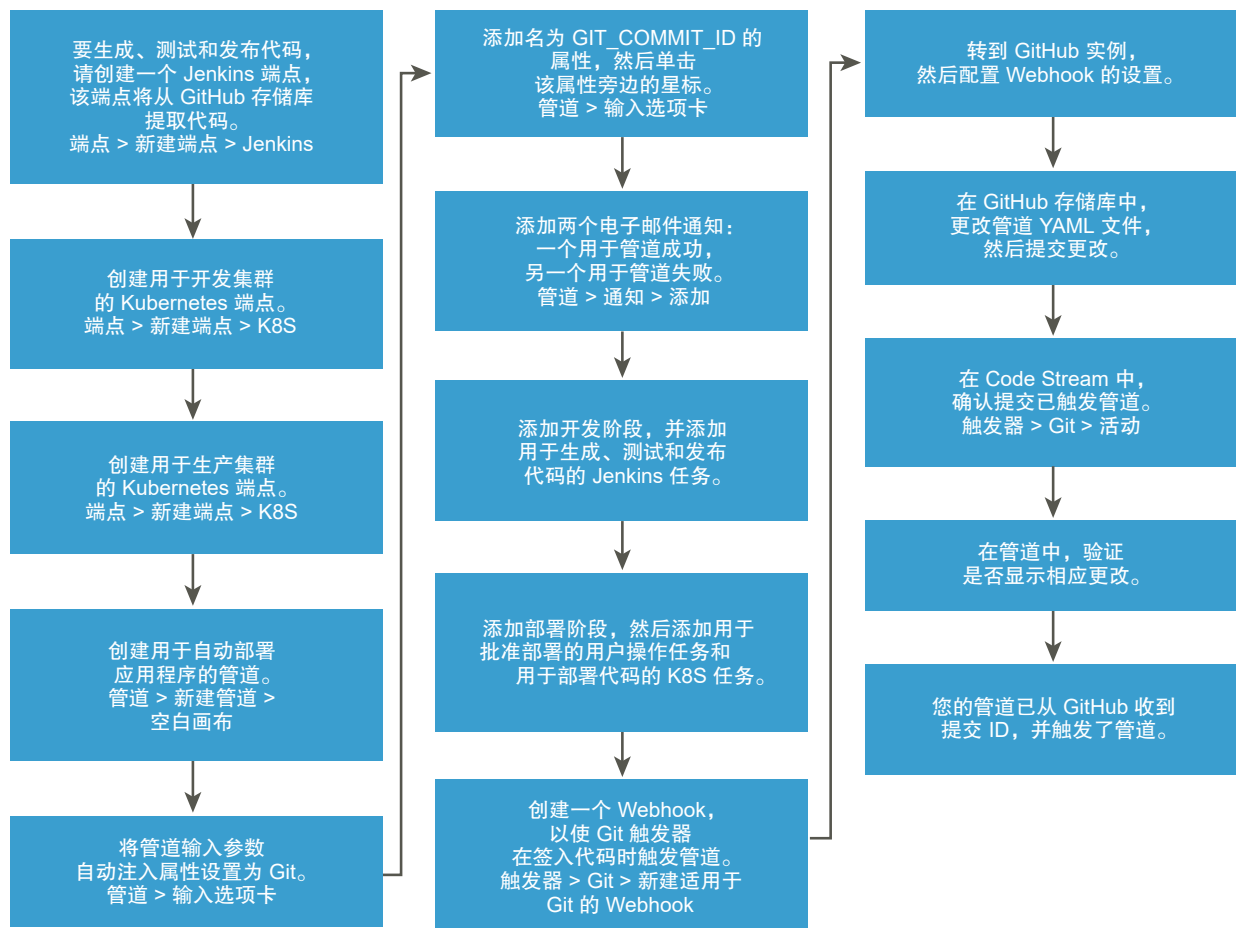 要生成、测试和发布代码，
请创建一个 Jenkins 端点，
该端点将从 GitHub 存储库
提取代码。
端点 > 新建端点 > Jenkins
创建用于开发集群
的 Kubernetes 端点。
端点 > 新建端点 > K8S
创建用于生产集群
的 Kubernetes 端点。
端点 > 新建端点 > K8S
创建用于自动部署
应用程序的管道。
管道 > 新建管道 >
空白画布
将管道输入参数
自动注入属性设置为 Git。
管道 > 输入选项卡
添加名为 GIT_COMMIT_ID 的
属性，然后单击
该属性旁边的星标。
管道 > 输入选项卡
添加两个电子邮件通知：
一个用于管道成功，
另一个用于管道失败。
管道 > 通知 > 添加
添加开发阶段，并添加
用于生成、测试和发布
代码的 Jenkins 任务。
添加部署阶段，然后添加用于
批准部署的用户操作任务和
用于部署代码的 K8S 任务。
创建一个 Webhook，
以使 Git 触发器
在签入代码时触发管道。
触发器 > Git > 新建适用于
Git 的 Webhook
转到 GitHub 实例，
然后配置 Webhook 的设置。
在 GitHub 存储库中，
更改管道 YAML 文件，
然后提交更改。
在 Code Stream 中，
确认提交已触发管道。
触发器 > Git > 活动
在管道中，验证
是否显示相应更改。
您的管道已从 GitHub 收到
提交 ID，并触发了管道。